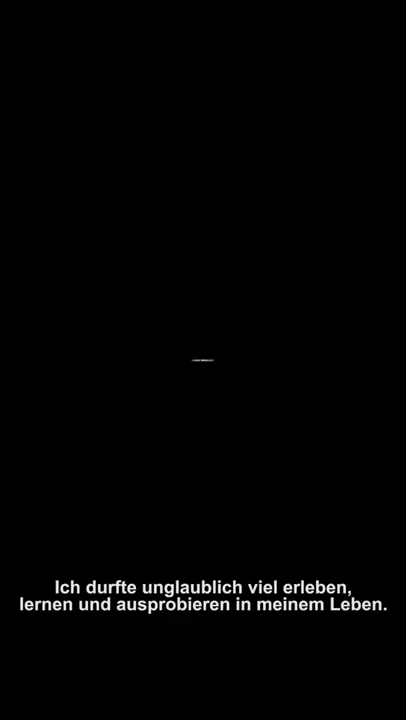 Ich durfte unglaublich viel erleben,
lernen und ausprobieren in meinem Leben.